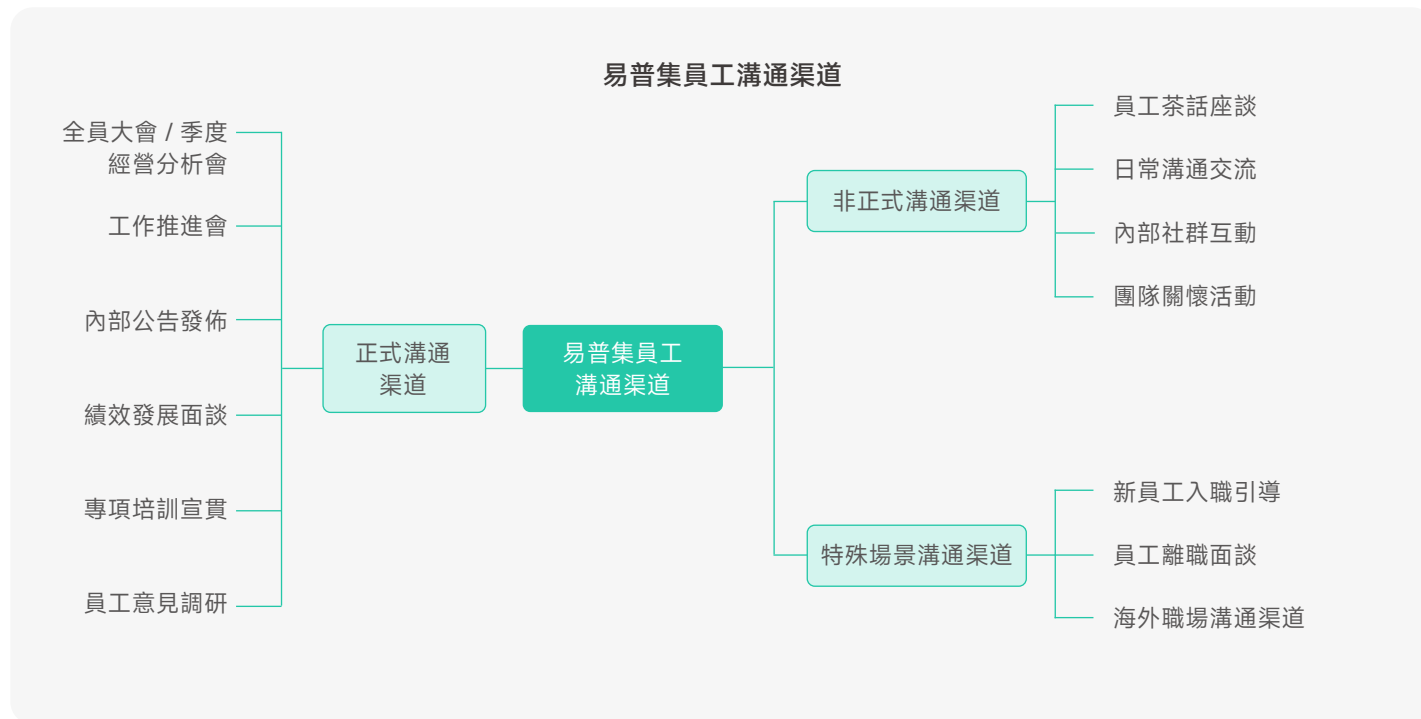 易普集員工溝通渠道
全員大會 / 季度
經營分析會
工作推進會
內部公告發佈
績效發展面談
專項培訓宣貫
員工意見調研
正式溝通
渠道
易普集員工
溝通渠道
非正式溝通渠道
員工茶話座談
日常溝通交流
內部社群互動
團隊關懷活動
特殊場景溝通渠道
新員工入職引導
員工離職面談
海外職場溝通渠道